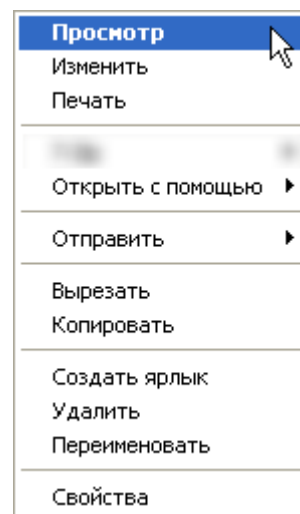 Просмотр
Изменить
Печать
Открыть с помощью
Отправить
Вырезать
Копировать
Создать ярлык
Удалить
Переименовать
Свойства